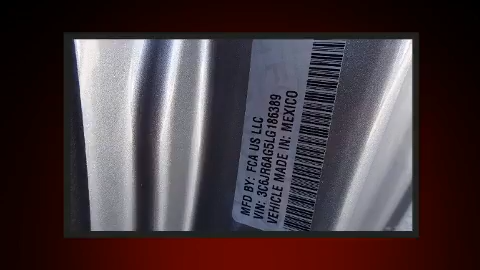 MFD BY: FCA US LLC
VIN: 3C6JR6AG5LG186389
VEHICLE MADE IN: MEXICO